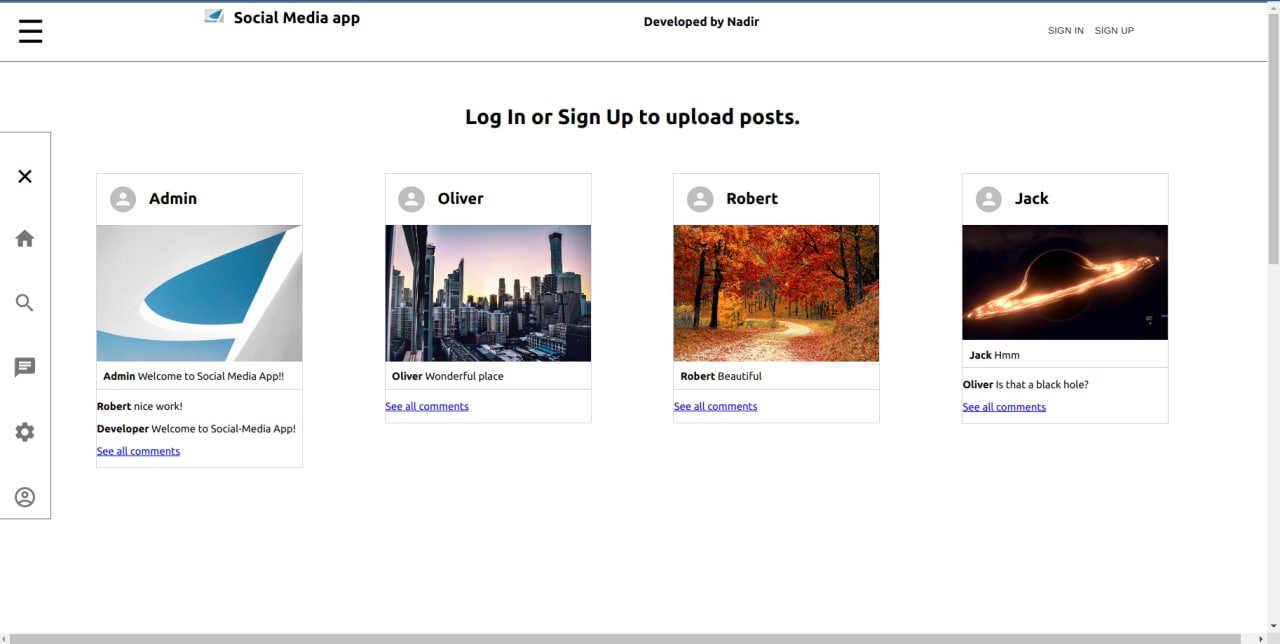 Social Media app
Developed by Nadir
SIGN IN SIGN UP
Log In or Sign Up to upload posts.
Admin
Admin Welcome to Social Media App!!
Robert nice work!
Developer Welcome to Social-Media App!
See all comments
Oliver
Oliver Wonderful place
See all comments
Robert
Robert Beautiful
See all comments
Jack
Jack Hmm
Oliver Is that a black hole?
See all comments